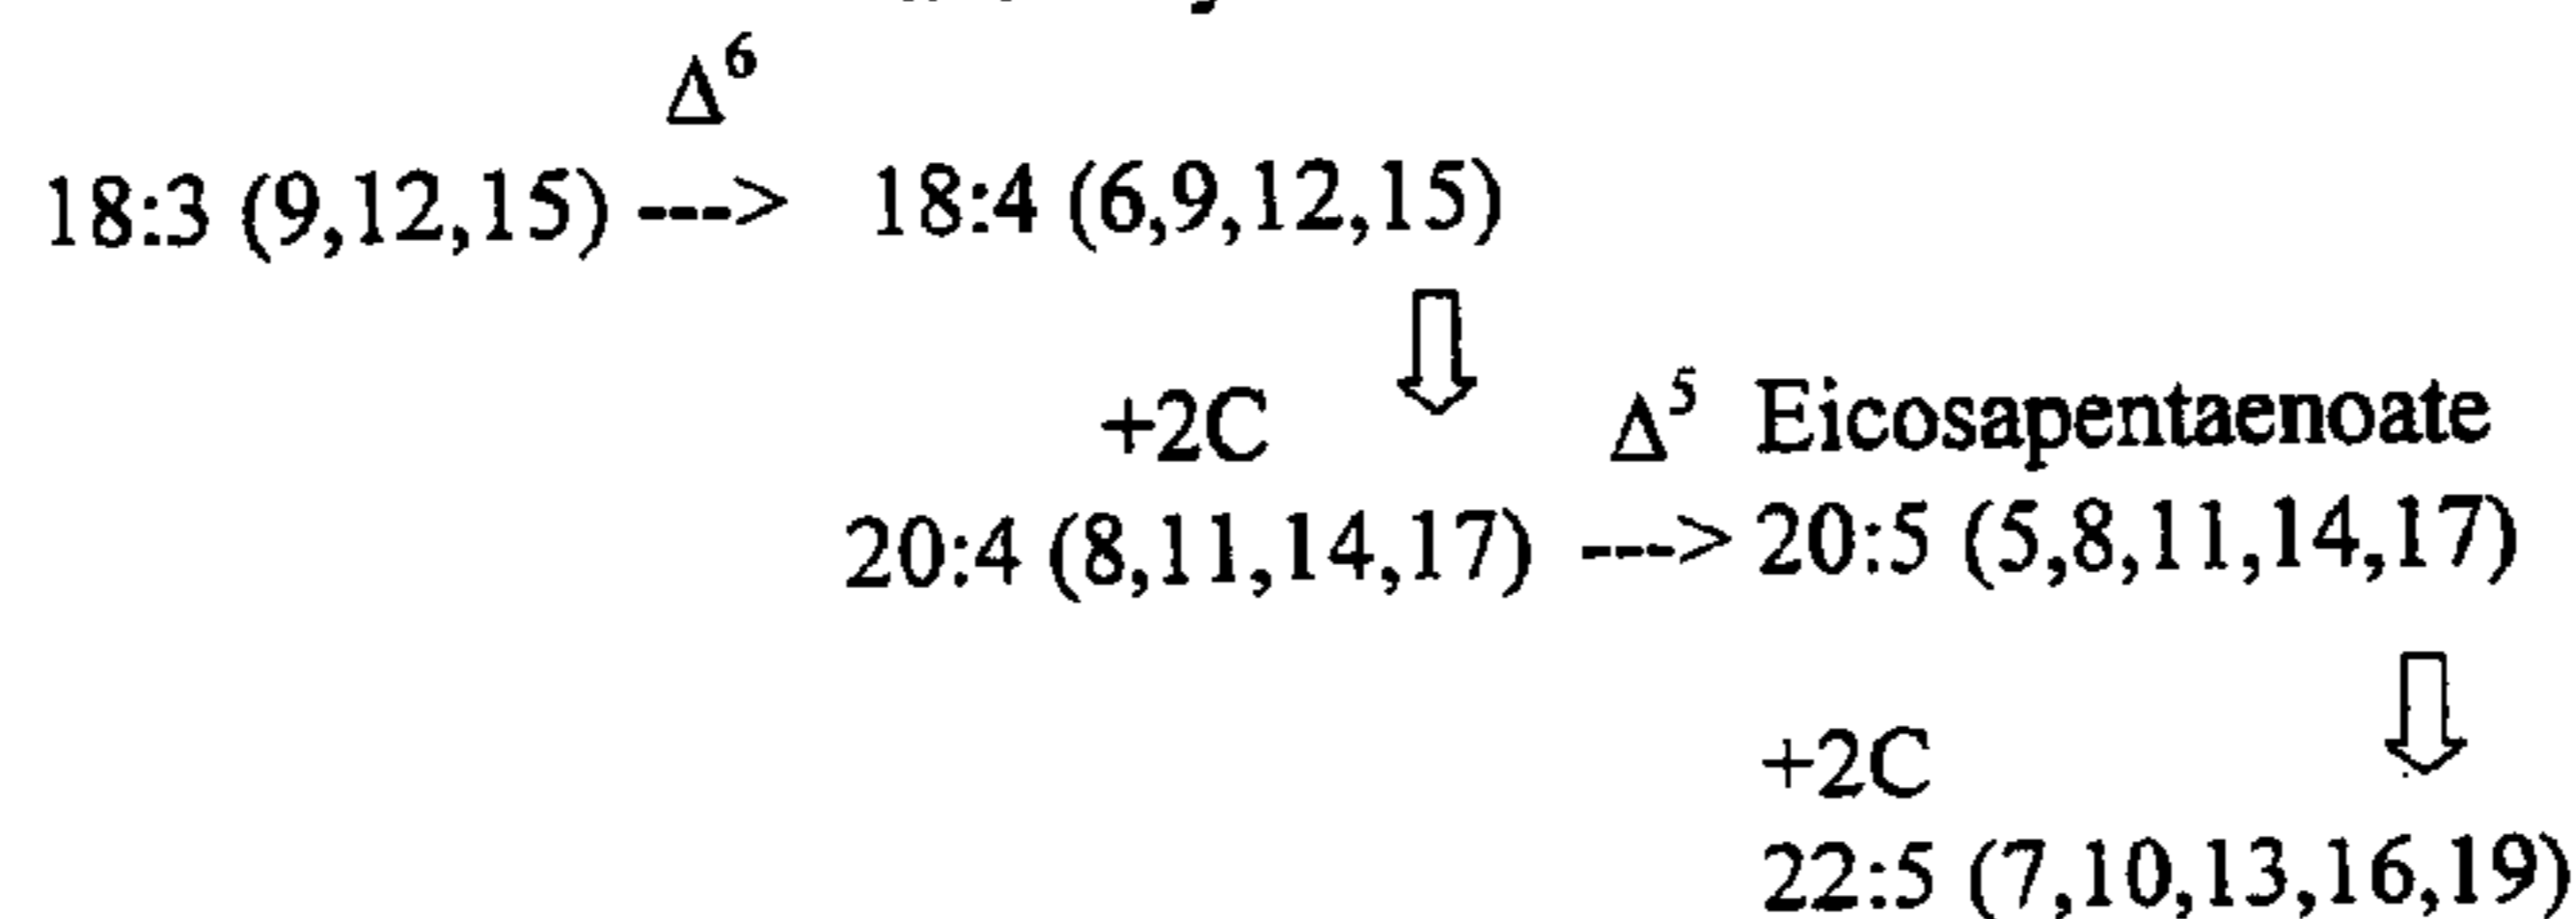 Δ⁶
18:3 (9,12,15) ---> 18:4 (6,9,12,15)
+2C Δ⁵ Eicosapentaenoate
20:4 (8,11,14,17) ---> 20:5 (5,8,11,14,17)
+2C
22:5 (7,10,13,16,19)